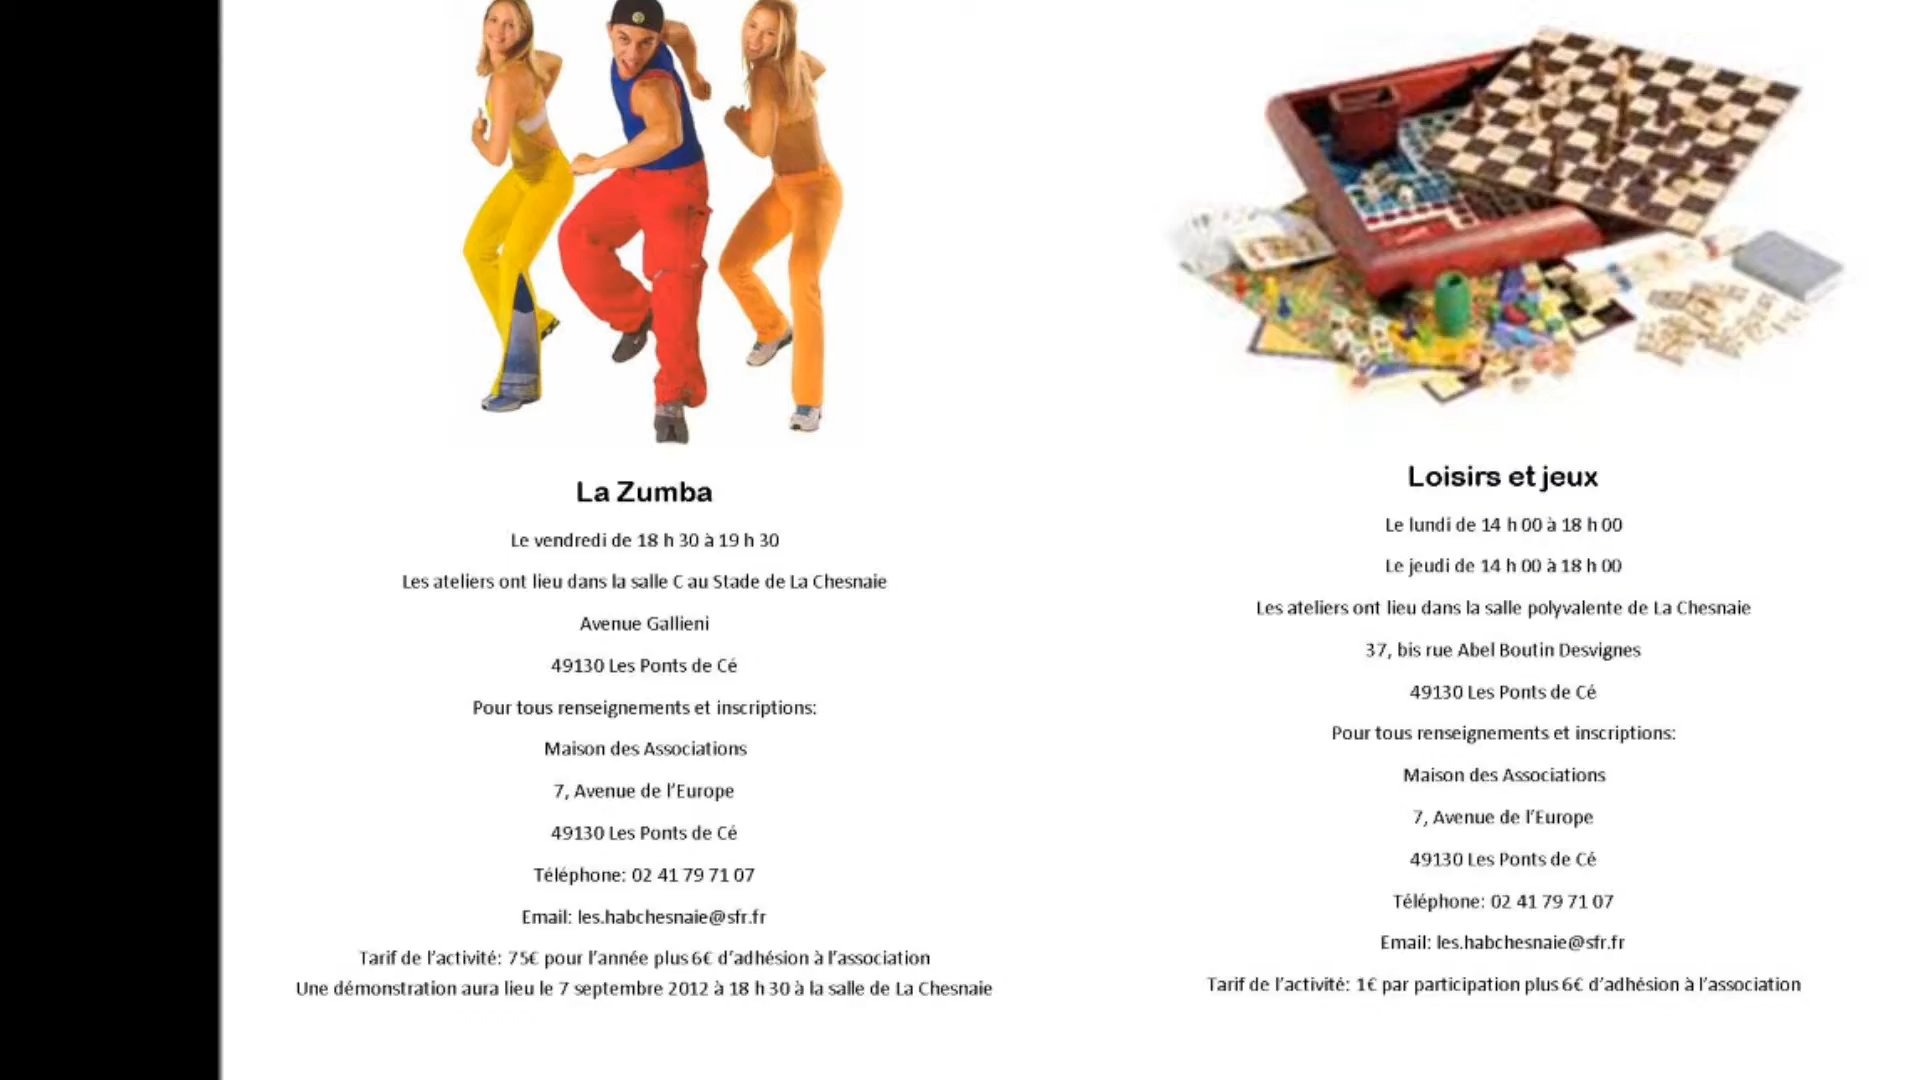 La Zumba
Le vendredi de 18 h 30 à 19 h 30
Les ateliers ont lieu dans la salle C au Stade de La Chesnaie
Avenue Gallieni
49130 Les Ponts de Cé
Pour tous renseignements et inscriptions:
Maison des Associations
7, Avenue de l’Europe
49130 Les Ponts de Cé
Téléphone: 02 41 79 71 07
Email: les.habchesnaie@sfr.fr
Tarif de l’activité: 75€ pour l’année plus 6€ d’adhésion à l’association
Une démonstration aura lieu le 7 septembre 2012 à 18 h 30 à la salle de La Chesnaie
Loisirs et jeux
Le lundi de 14 h 00 à 18 h 00
Le jeudi de 14 h 00 à 18 h 00
Les ateliers ont lieu dans la salle polyvalente de La Chesnaie
37, bis rue Abel Boutin Desvignes
49130 Les Ponts de Cé
Pour tous renseignements et inscriptions:
Maison des Associations
7, Avenue de l’Europe
49130 Les Ponts de Cé
Téléphone: 02 41 79 71 07
Email: les.habchesnaie@sfr.fr
Tarif de l’activité: 1€ par participation plus 6€ d’adhésion à l’association